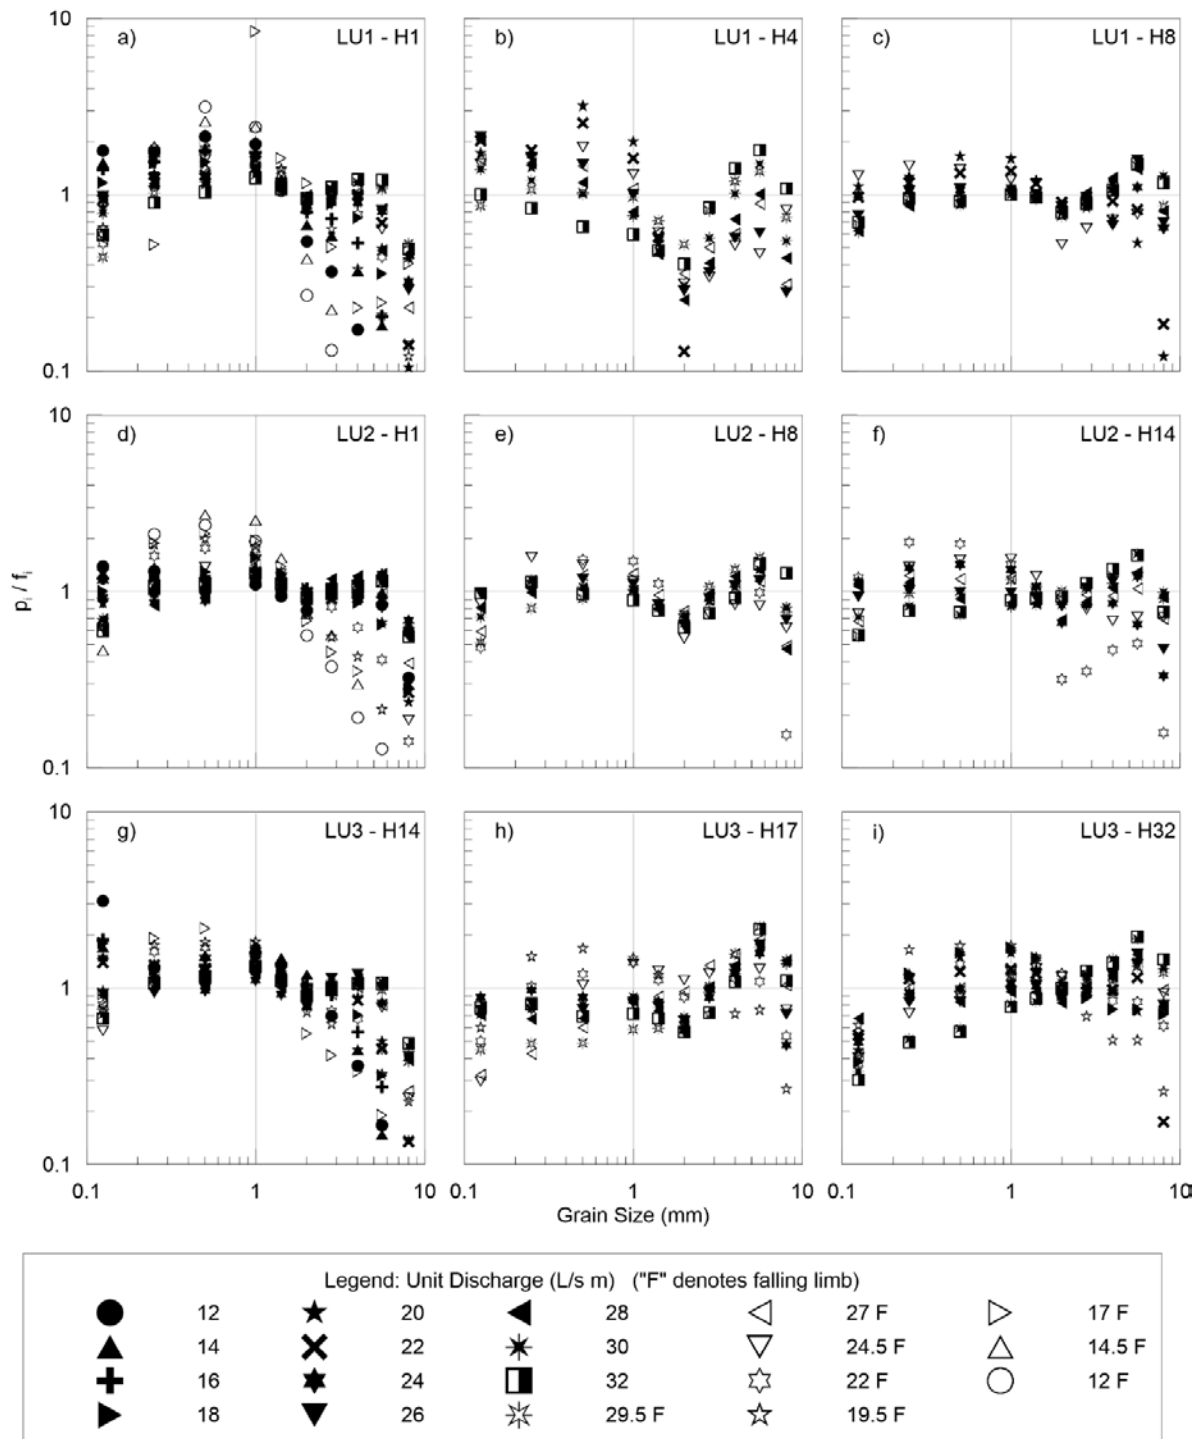 10
a) LU1 - H1
b) LU1 - H4
c) LU1 - H8
1
0.1
10
d) LU2 - H1
e) LU2 - H8
f) LU2 - H14
pi / fi
1
0.1
10
g) LU3 - H14
h) LU3 - H17
i) LU3 - H32
1
0.1
0.1 1 10 0.1 1 10 0.1 1 10
Grain Size (mm)
Legend: Unit Discharge (L/s m) ("F" denotes falling limb)
12 20 28 27 F 17 F
14 22 30 24.5 F 14.5 F
16 24 32 22 F 12 F
18 26 29.5 F 19.5 F